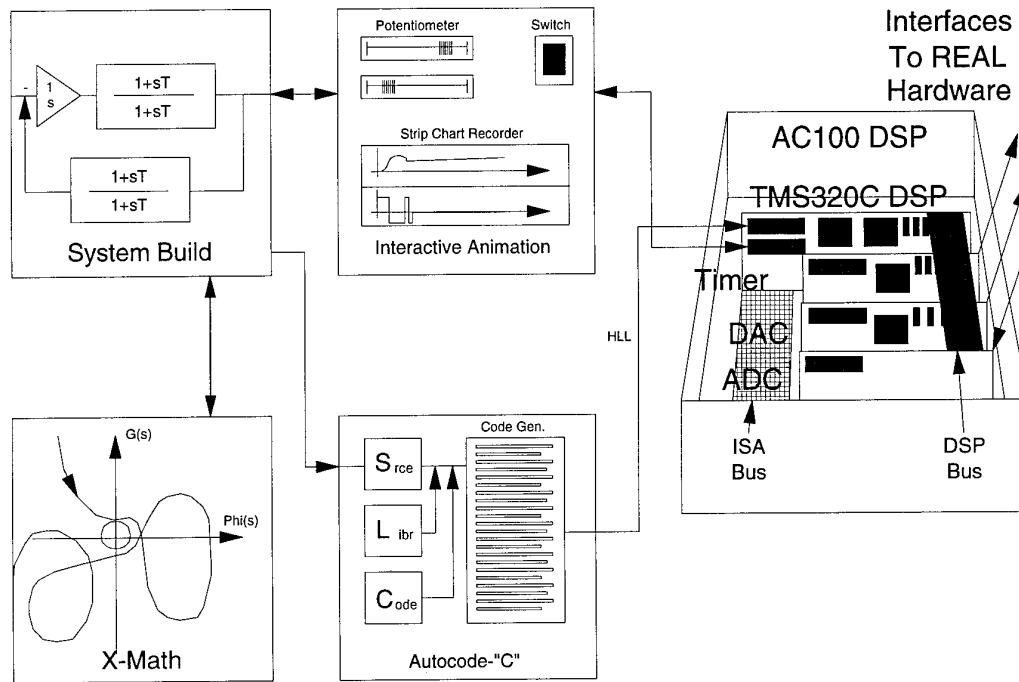 -
1
s
1+sT
1+sT
1+sT
1+sT
System Build
Potentiometer
Switch
Strip Chart Recorder
Interactive Animation
Interfaces
To REAL
Hardware
AC100 DSP
TMS320C DSP
Timer
DAC
ADC
HLL
ISA
Bus
DSP
Bus
G(s)
Phi(s)
X-Math
Code Gen.
S rce
L ibr
C ode
Autocode-"C"